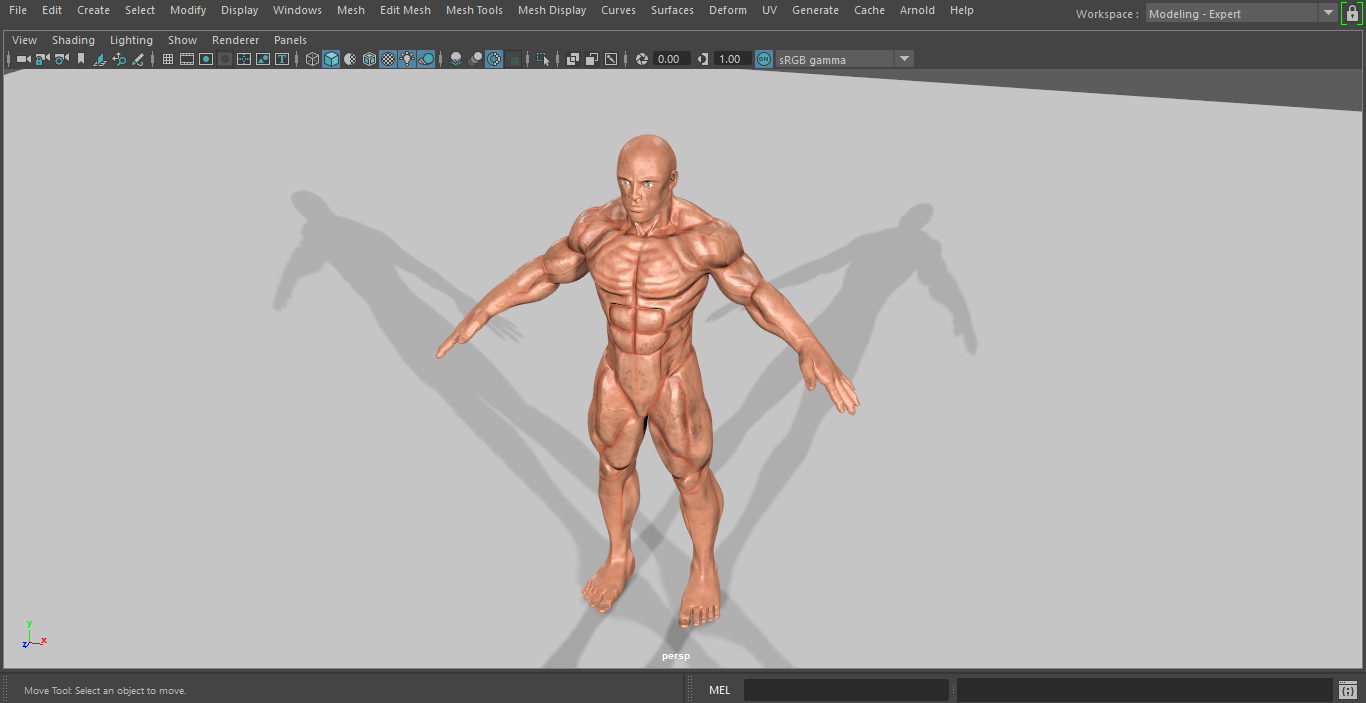 File Edit Create Select Modify Display Windows Mesh Edit Mesh Mesh Tools Mesh Display Curves Surfaces Deform UV Generate Cache Arnold Help Workspace : Modeling - Expert
View Shading Lighting Show Renderer Panels
T 0.00 1.00 ON sRGB gamma
y
z x
persp
Move Tool: Select an object to move. MEL {;}